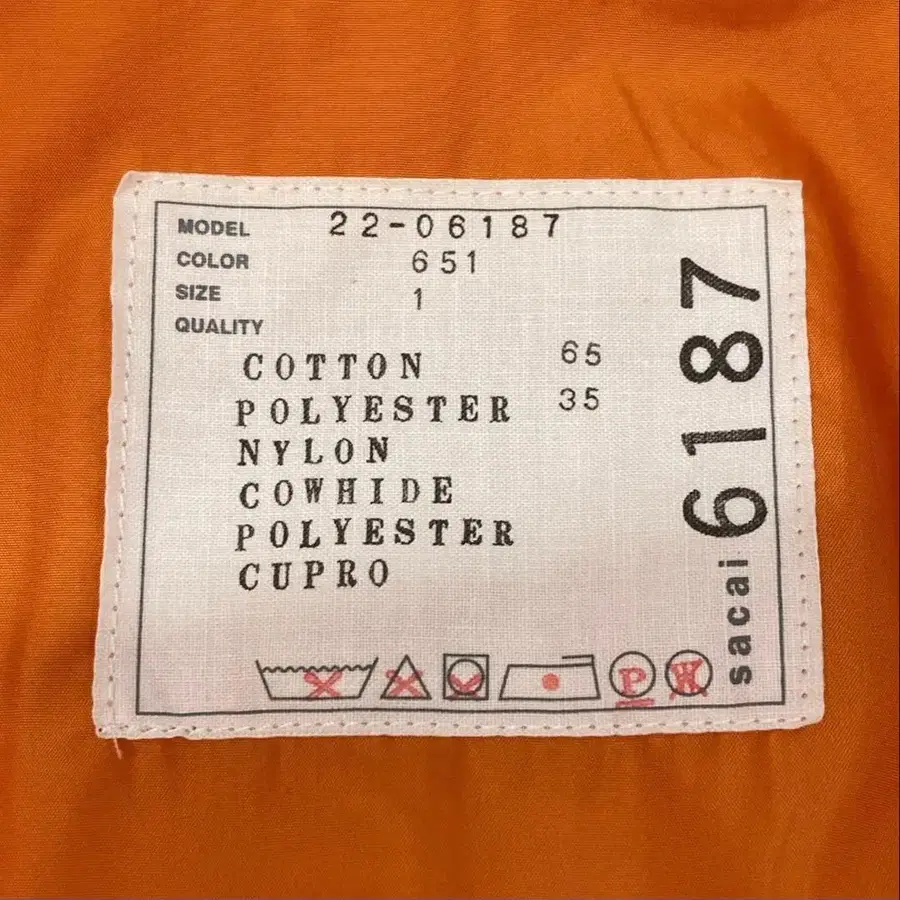 MODEL 22-06187
COLOR 651
SIZE 1
QUALITY
COTTON 65
POLYESTER 35
NYLON
COWHIDE
POLYESTER
CUPRO
P W
sacai 6187